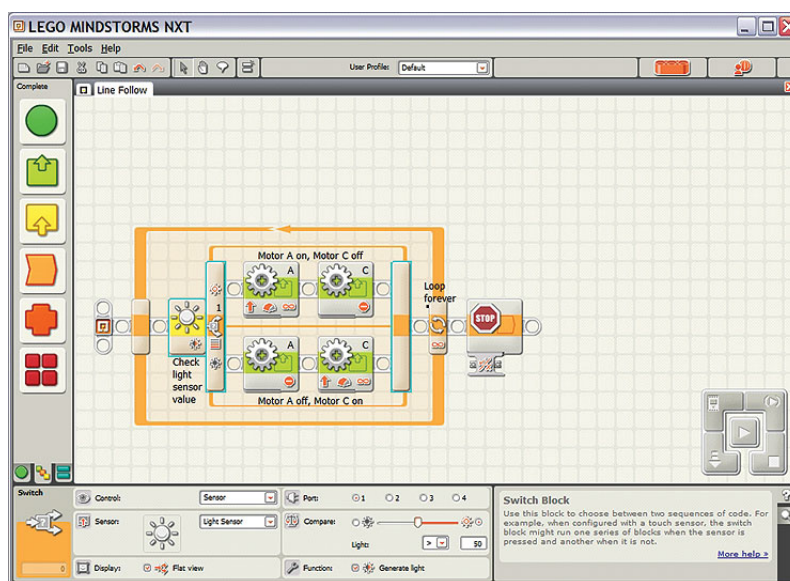 LEGO MINDSTORMS NXT
File Edit Tools Help
User Profile: Default
Complete
Line Follow
Motor A on, Motor C off
A
C
Loop
forever
1
STOP
A
C
Check
light
sensor
value
Motor A off, Motor C on
Switch
Control: Sensor
Port: 1 2 3 4
Sensor: Light Sensor
Compare:
Light: > 50
Display: Flat view
Function: Generate light
0
Switch Block
Use this block to choose between two sequences of code. For
example, when configured with a touch sensor, the switch
block might run one series of blocks when the sensor is
pressed and another when it is not.
More help »